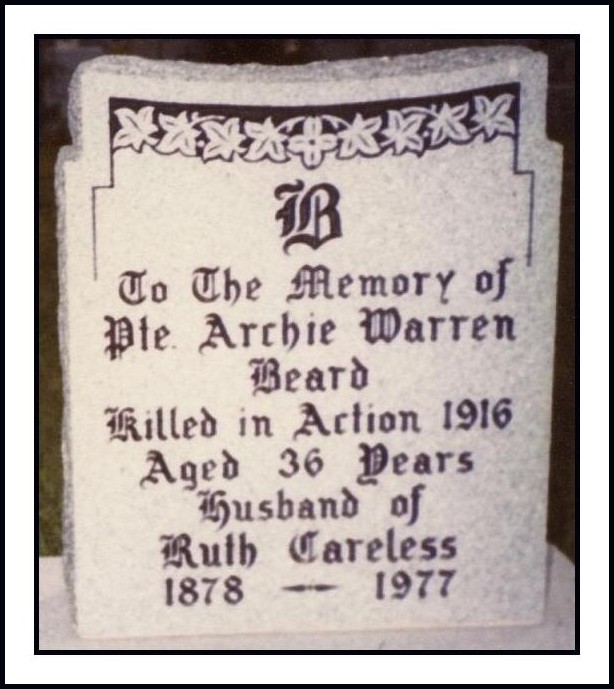 B
To The Memory of
Pte. Archie Warren
Beard
Killed in Action 1916
Aged 36 Years
Husband of
Ruth Careless
1878 — 1977